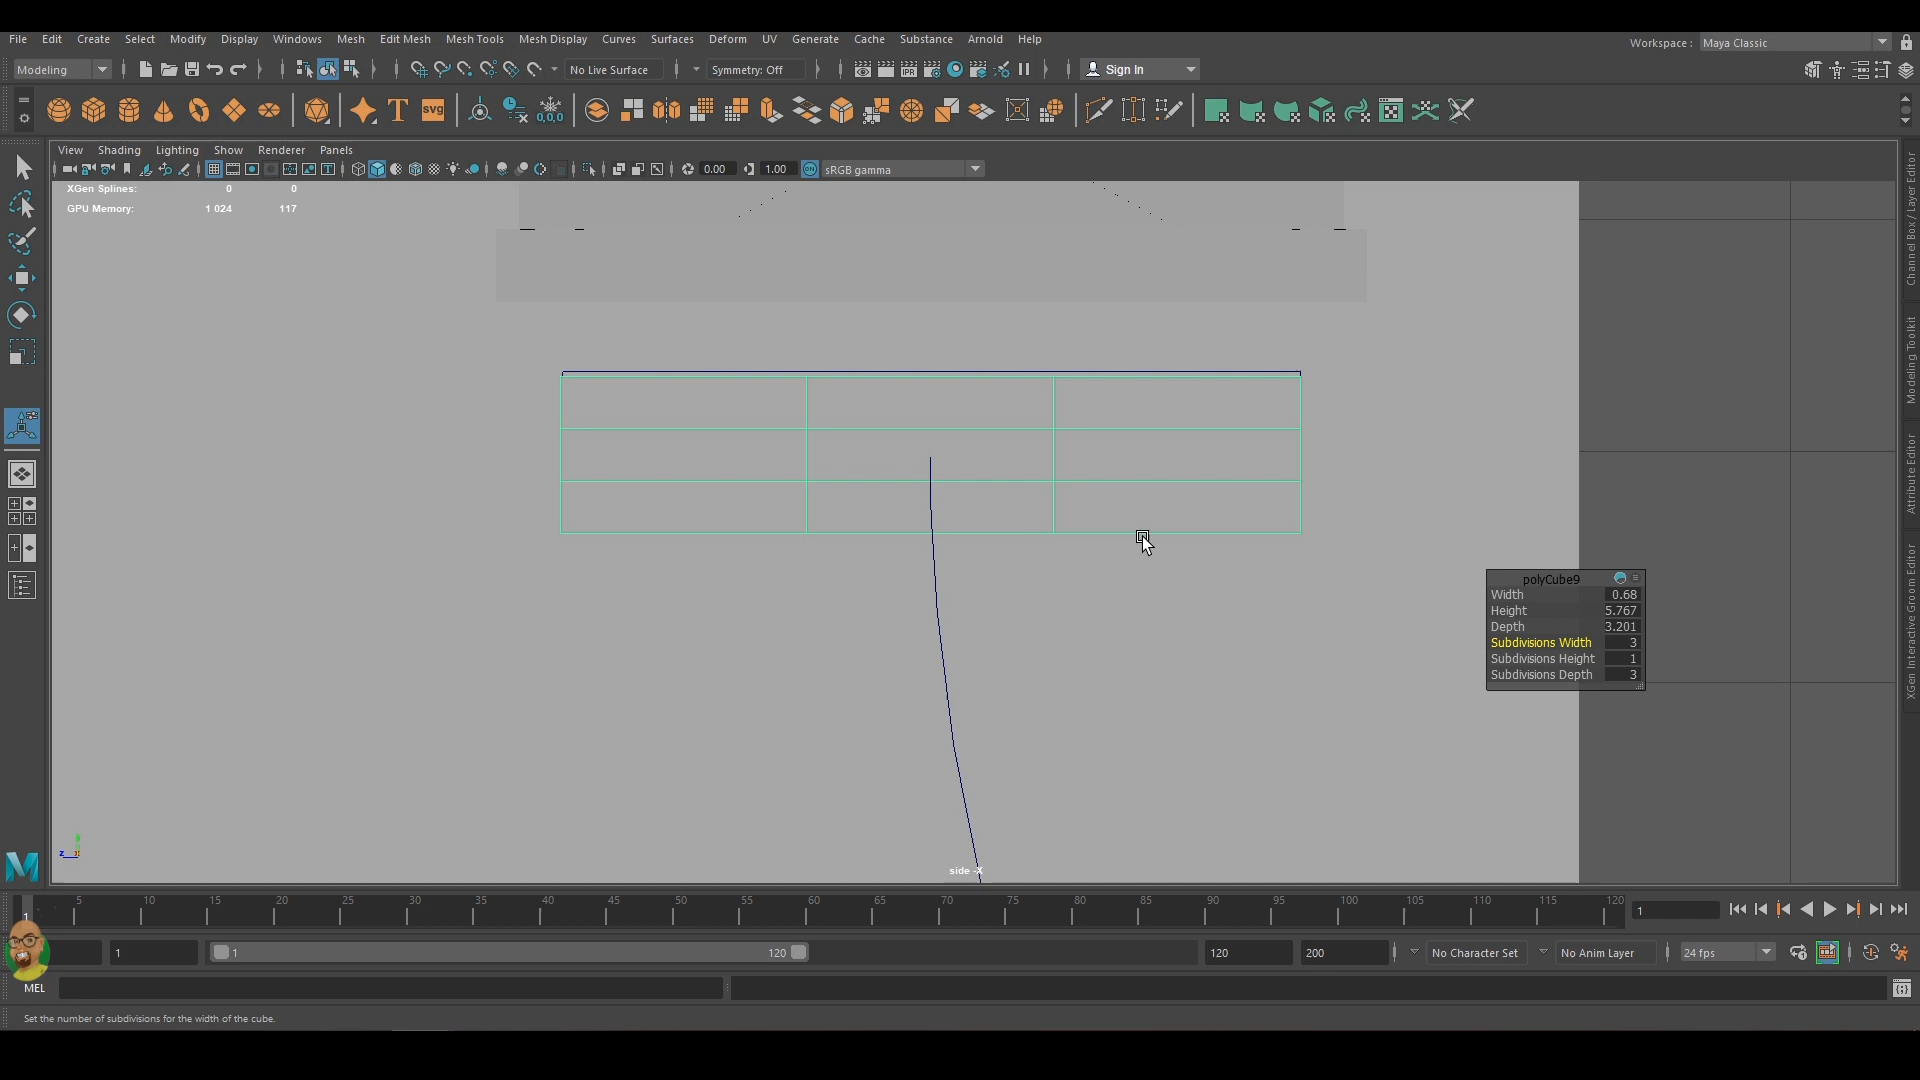 File Edit Create Select Modify Display Windows Mesh Edit Mesh Mesh Tools Mesh Display Curves Surfaces Deform UV Generate Cache Substance Arnold Help
Workspace : Maya Classic
Modeling No Live Surface Symmetry: Off IPR Sign In
T SVG 0,0,0
View Shading Lighting Show Renderer Panels
0.00 1.00 ON sRGB gamma
XGen Splines: 0 0
GPU Memory: 1 024 117
Channel Box / Layer Editor
Modeling Toolkit
Attribute Editor
XGen Interactive Groom Editor
polyCube9
Width 0.68
Height 5.767
Depth 3.201
Subdivisions Width 3
Subdivisions Height 1
Subdivisions Depth 3
z
side -X
1 5 10 15 20 25 30 35 40 45 50 55 60 65 70 75 80 85 90 95 100 105 110 115 120 1
1 1 120 120 200 No Character Set No Anim Layer 24 fps
MEL
Set the number of subdivisions for the width of the cube.